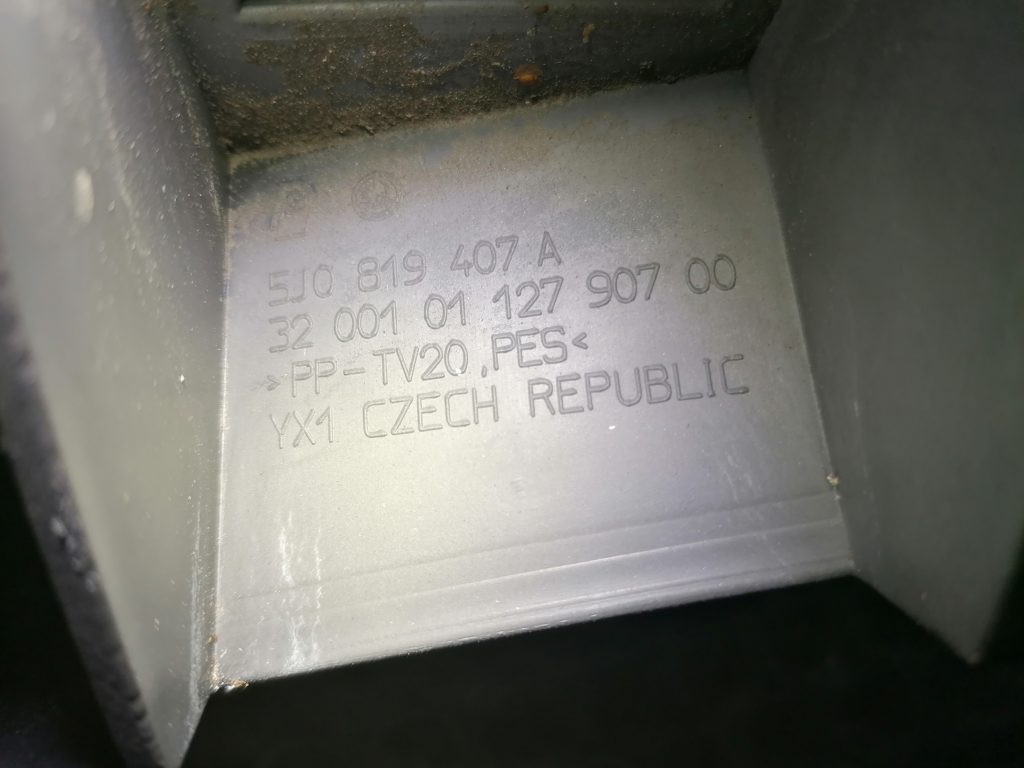 5J0 819 407 A
32 001 01 127 907 00
>PP-TV20,PES<
YX1 CZECH REPUBLIC